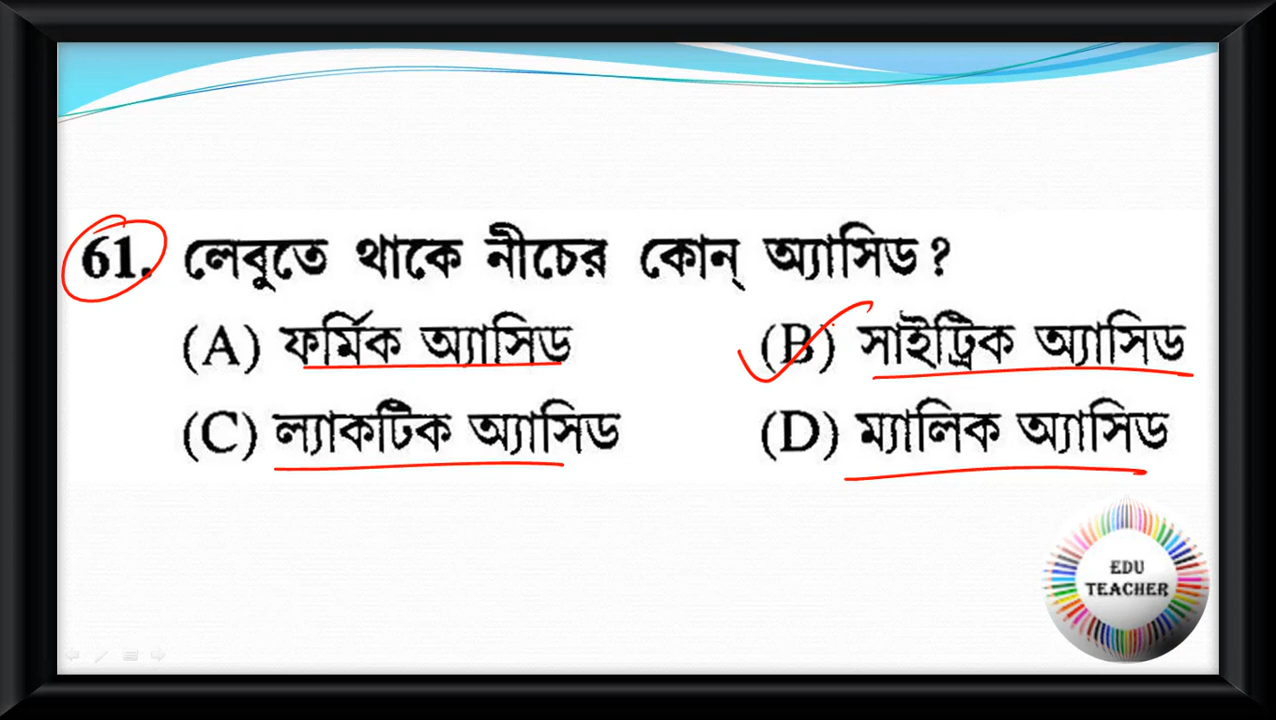 61. লেবুতে থাকে নীচের কোন্ অ্যাসিড?
(A) ফর্মিক অ্যাসিড (B) সাইট্রিক অ্যাসিড
(C) ল্যাকটিক অ্যাসিড (D) ম্যালিক অ্যাসিড
EDU
TEACHER